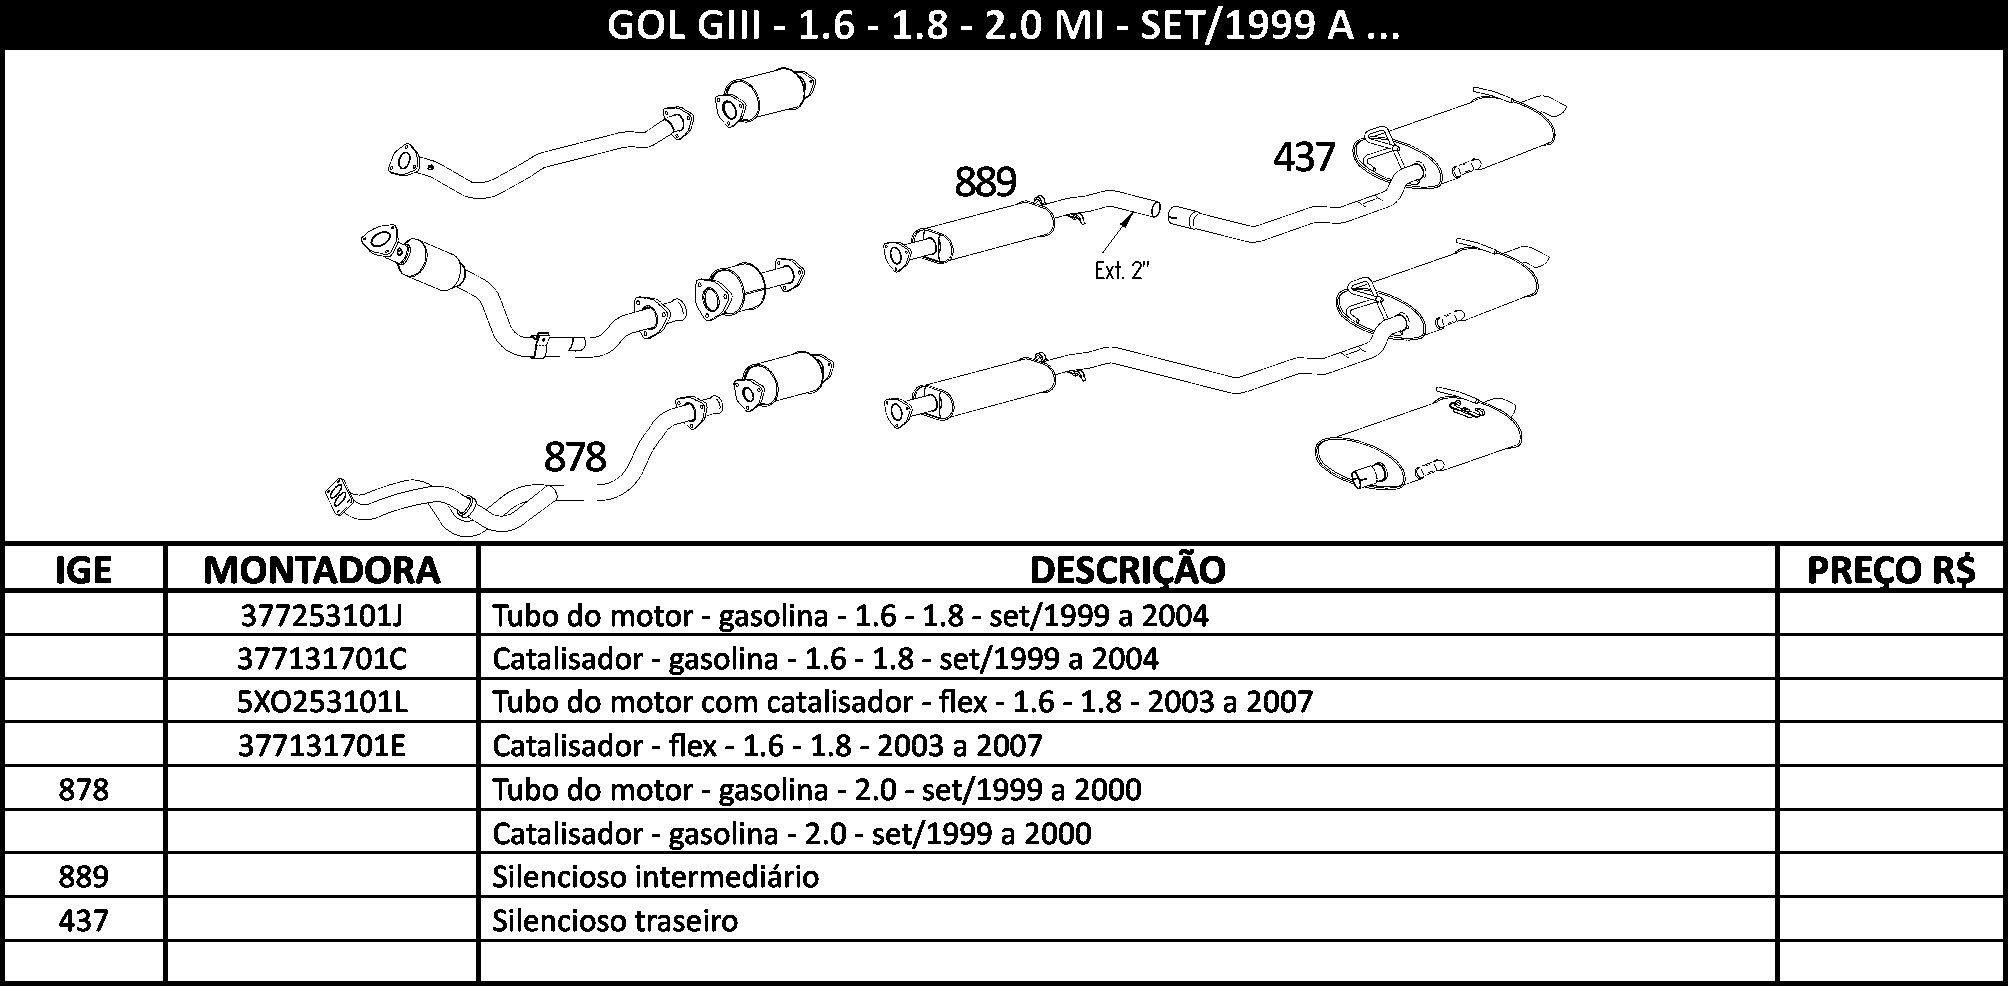 GOL GIII - 1.6 - 1.8 - 2.0 MI - SET/1999 A ...
437
889
Ext. 2"
878
IGE MONTADORA DESCRIÇÃO PREÇO R$
377253101J Tubo do motor - gasolina - 1.6 - 1.8 - set/1999 a 2004
377131701C Catalisador - gasolina - 1.6 - 1.8 - set/1999 a 2004
5XO253101L Tubo do motor com catalisador - flex - 1.6 - 1.8 - 2003 a 2007
377131701E Catalisador - flex - 1.6 - 1.8 - 2003 a 2007
878 Tubo do motor - gasolina - 2.0 - set/1999 a 2000
Catalisador - gasolina - 2.0 - set/1999 a 2000
889 Silencioso intermediário
437 Silencioso traseiro